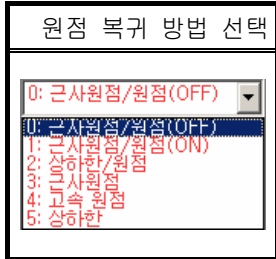 원점 복귀 방법 선택
0: 근사원점/원점(OFF)
0: 근사원점/원점(OFF)
1: 근사원점/원점(ON)
2: 상하한/원점
3: 근사원점
4: 고속 원점
5: 상하한